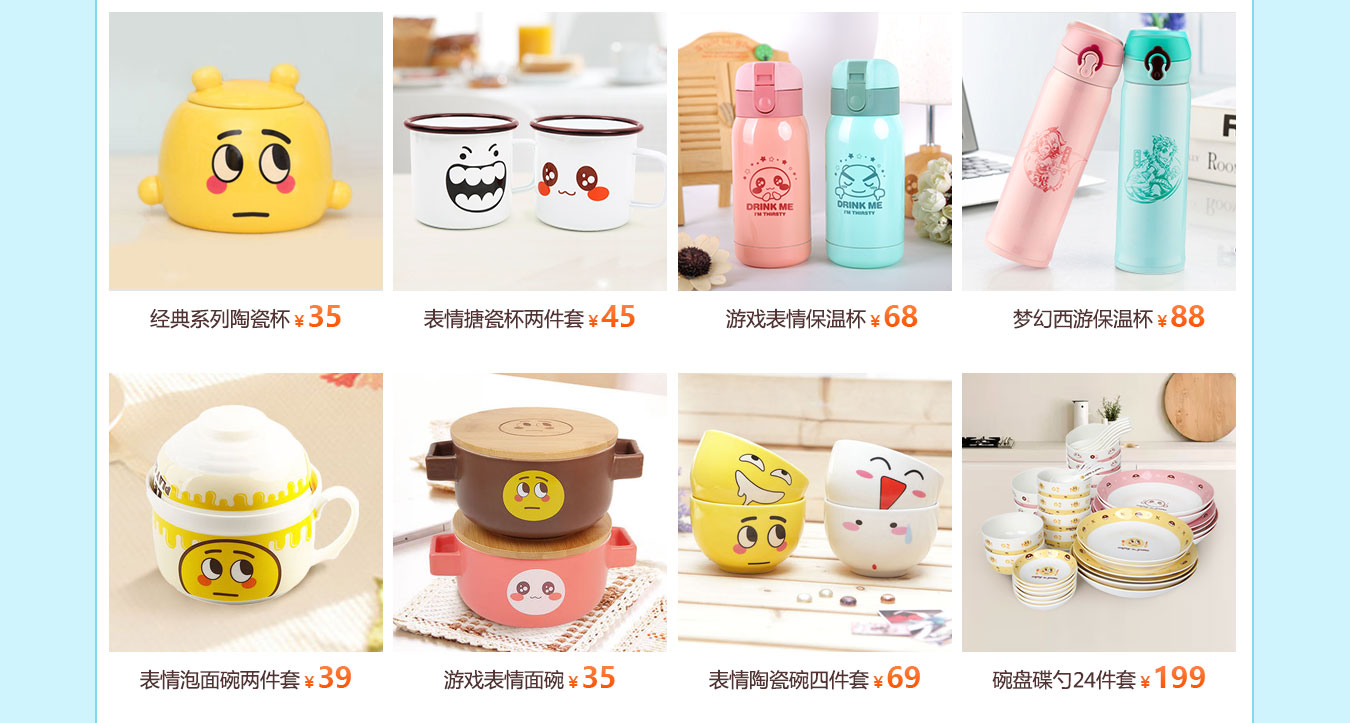 DRINK ME
I'M THIRSTY
DRINK ME
I'M THIRSTY
经典系列陶瓷杯 ¥35
表情搪瓷杯两件套 ¥45
游戏表情保温杯 ¥68
梦幻西游保温杯 ¥88
表情泡面碗两件套 ¥39
游戏表情面碗 ¥35
表情陶瓷碗四件套 ¥69
碗盘碟勺24件套 ¥199